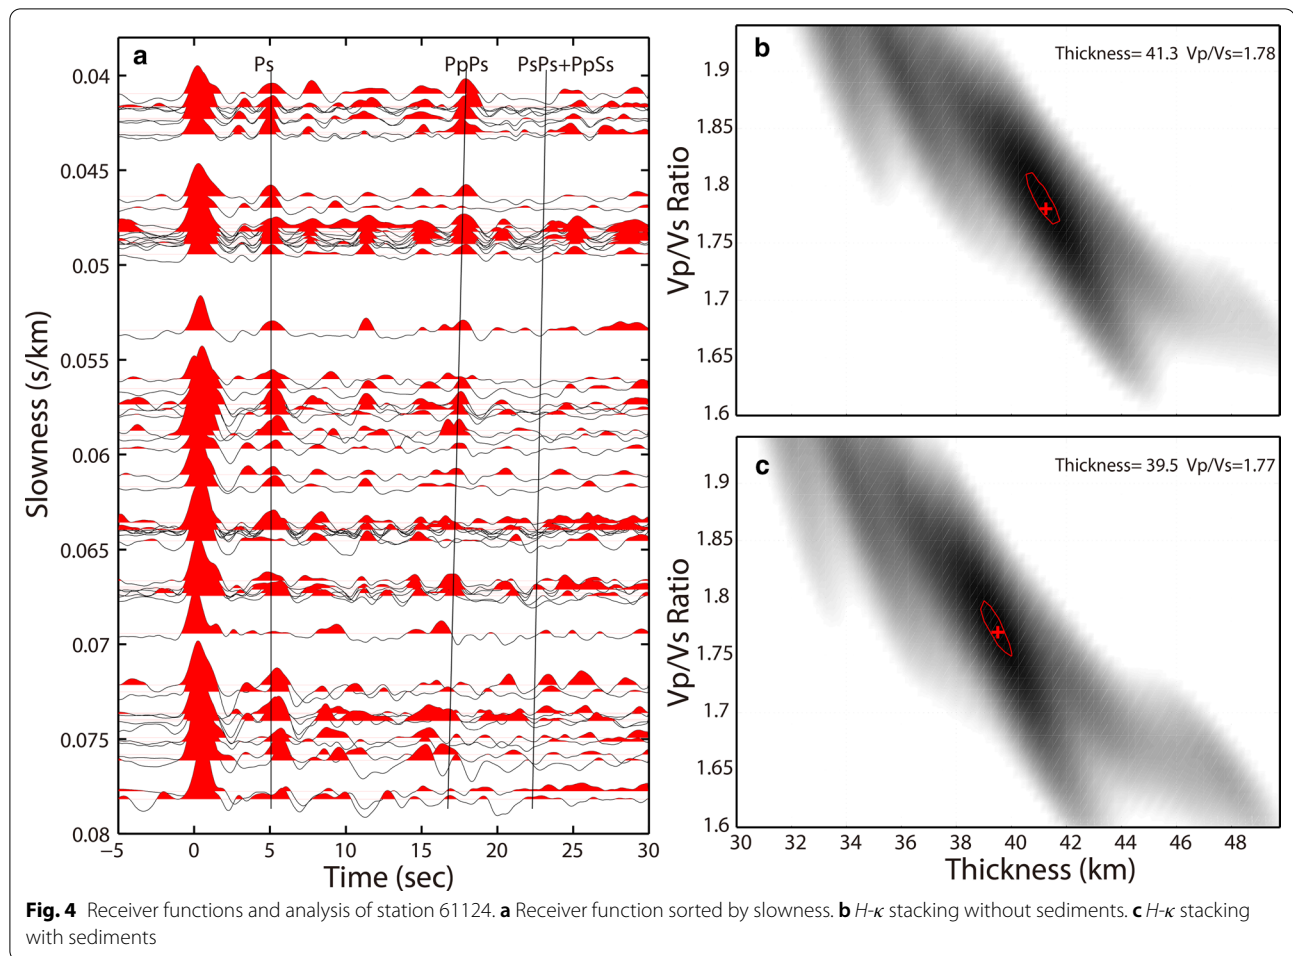 a
Ps
PpPs
PsPs+PpSs
0.04
0.045
0.05
0.055
0.06
0.065
0.07
0.075
0.08
Slowness (s/km)
−5
0
5
10
15
20
25
30
Time (sec)
b
Thickness= 41.3 Vp/Vs=1.78
1.9
1.85
1.8
1.75
1.7
1.65
1.6
Vp/Vs Ratio
c
Thickness= 39.5 Vp/Vs=1.77
1.9
1.85
1.8
1.75
1.7
1.65
1.6
Vp/Vs Ratio
30
32
34
36
38
40
42
44
46
48
Thickness (km)
Fig. 4 Receiver functions and analysis of station 61124. a Receiver function sorted by slowness. b H-κ stacking without sediments. c H-κ stacking
with sediments